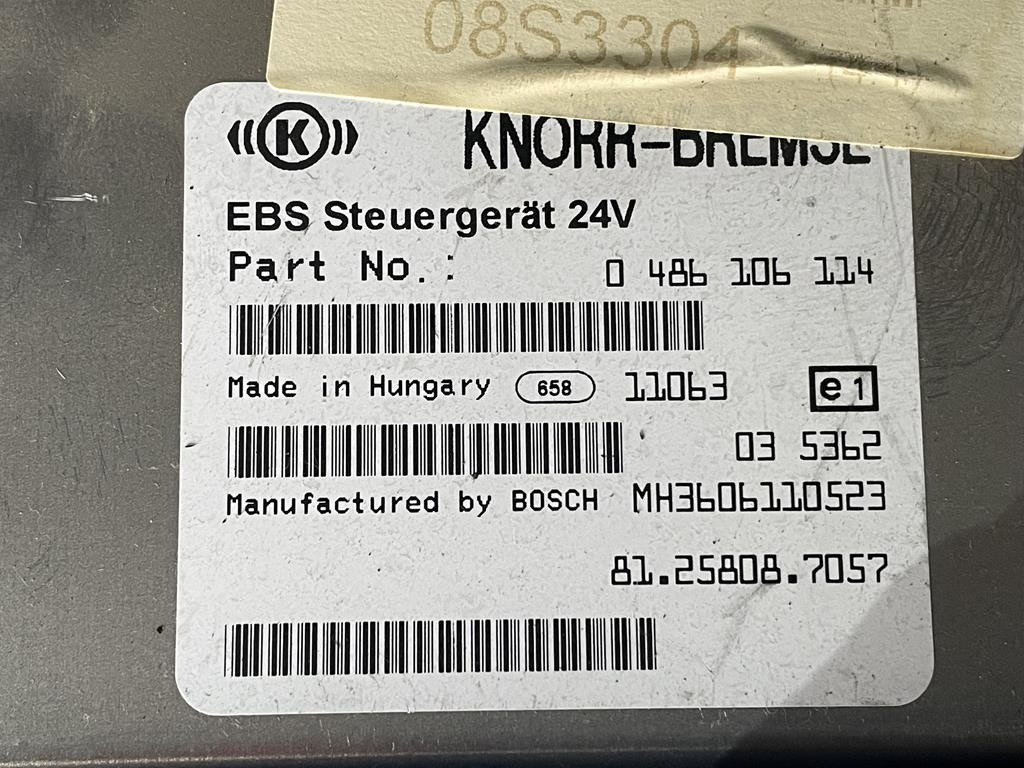 08S3304
K
KNORR-BREMSE
EBS Steuergerät 24V
Part No.: 0 486 106 114
Made in Hungary 658 11063 e1
03 5362
Manufactured by BOSCH MH3606110523
81.25808.7057